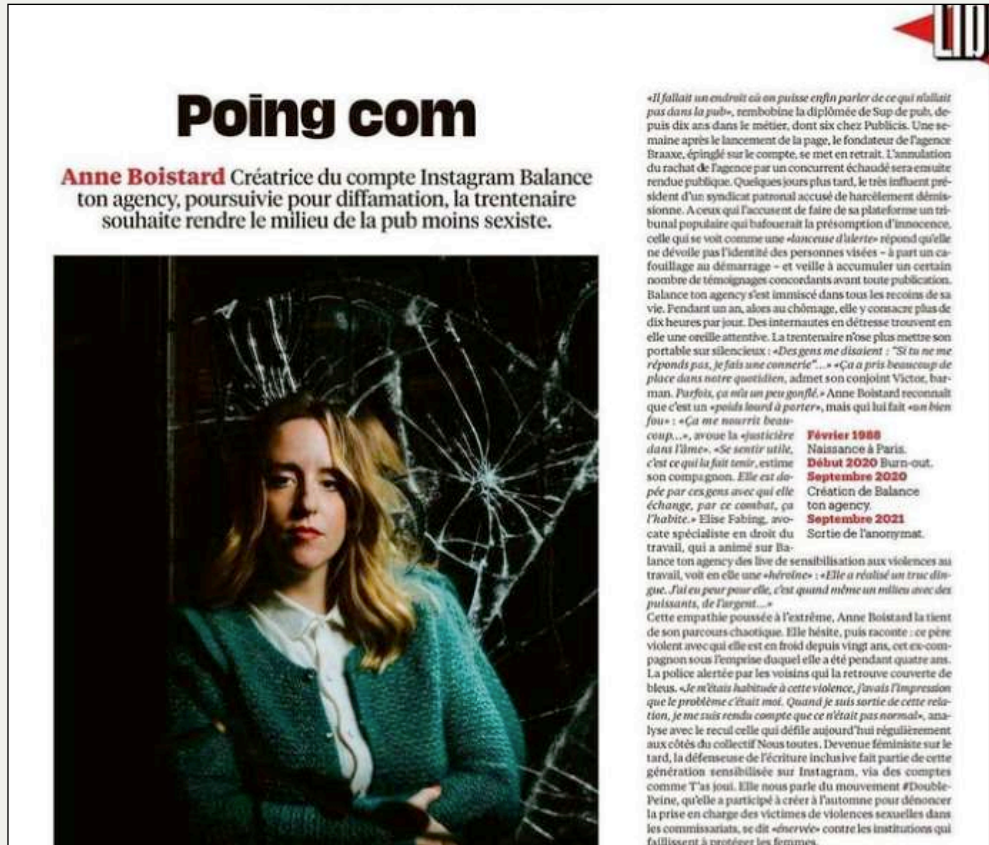 LIB
Poing com
Anne Boistard Créatrice du compte Instagram Balance
ton agency, poursuivie pour diffamation, la trentenaire
souhaite rendre le milieu de la pub moins sexiste.
«Il fallait un endroit où on puisse enfin parler de ce qui n'allait
pas dans la pub», rembobine la diplômée de Sup de pub, de-
puis dix ans dans le métier, dont six chez Publicis. Une se-
maine après le lancement de la page, le fondateur de l'agence
Braaxe, épinglé sur le compte, se met en retrait. L'annulation
du rachat de l'agence par un concurrent échaudé sera ensuite
rendue publique. Quelques jours plus tard, le très influent pré-
sident d'un syndicat patronal accusé de harcèlement démis-
sionne. A ceux qui l'accusent de faire de sa plateforme un tri-
bunal populaire qui bafouerait la présomption d'innocence,
celle qui se voit comme une «lanceuse d'alerte» répond qu'elle
ne dévoile pas l'identité des personnes visées – à part un ca-
fouillage au démarrage – et veille à accumuler un certain
nombre de témoignages concordants avant toute publication.
Balance ton agency s'est immiscé dans tous les recoins de sa
vie. Pendant un an, alors au chômage, elle y consacre plus de
dix heures par jour. Des internautes en détresse trouvent en
elle une oreille attentive. La trentenaire n'ose plus mettre son
portable sur silencieux : «Des gens me disaient : "Si tu ne me
réponds pas, je fais une connerie"...» «Ça a pris beaucoup de
place dans notre quotidien, admet son conjoint Victor, bar-
man. Parfois, ça m'a un peu gonflé.» Anne Boistard reconnaît
que c'est un «poids lourd à porter», mais qui lui fait «un bien
fou» : «Ça me nourrit beau-
coup...», avoue la «justicière
dans l'âme». «Se sentir utile,
c'est ce qui la fait tenir, estime
son compagnon. Elle est do-
pée par ces gens avec qui elle
échange, par ce combat, ça
l'habite.» Elise Fabing, avo-
cate spécialiste en droit du
travail, qui a animé sur Ba-
Février 1988
Naissance à Paris.
Début 2020 Burn-out.
Septembre 2020
Création de Balance
ton agency.
Septembre 2021
Sortie de l'anonymat.
lance ton agency des live de sensibilisation aux violences au
travail, voit en elle une «héroïne» : «Elle a réalisé un truc din-
gue. J'ai eu peur pour elle, c'est quand même un milieu avec des
puissants, de l'argent...»
Cette empathie poussée à l'extrême, Anne Boistard la tient
de son parcours chaotique. Elle hésite, puis raconte : ce père
violent avec qui elle est en froid depuis vingt ans, cet ex-com-
pagnon sous l'emprise duquel elle a été pendant quatre ans.
La police alertée par les voisins qui la retrouve couverte de
bleus. «Je m'étais habituée à cette violence, j'avais l'impression
que le problème c'était moi. Quand je suis sortie de cette rela-
tion, je me suis rendu compte que ce n'était pas normal», ana-
lyse avec le recul celle qui défile aujourd'hui régulièrement
aux côtés du collectif Nous toutes. Devenue féministe sur le
tard, la défenseuse de l'écriture inclusive fait partie de cette
génération sensibilisée sur Instagram, via des comptes
comme T'as joui. Elle nous parle du mouvement #Double-
Peine, qu'elle a participé à créer à l'automne pour dénoncer
la prise en charge des victimes de violences sexuelles dans
les commissariats, se dit «énervée» contre les institutions qui
faillissent à protéger les femmes.